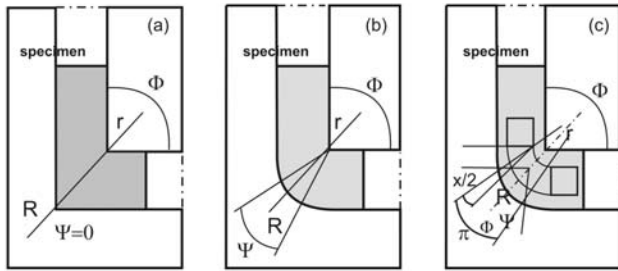 (a)
specimen
Φ
r
R
Ψ=0
(b)
specimen
Φ
r
R
Ψ
(c)
specimen
Φ
r
x/2
R
Ψ
π Φ